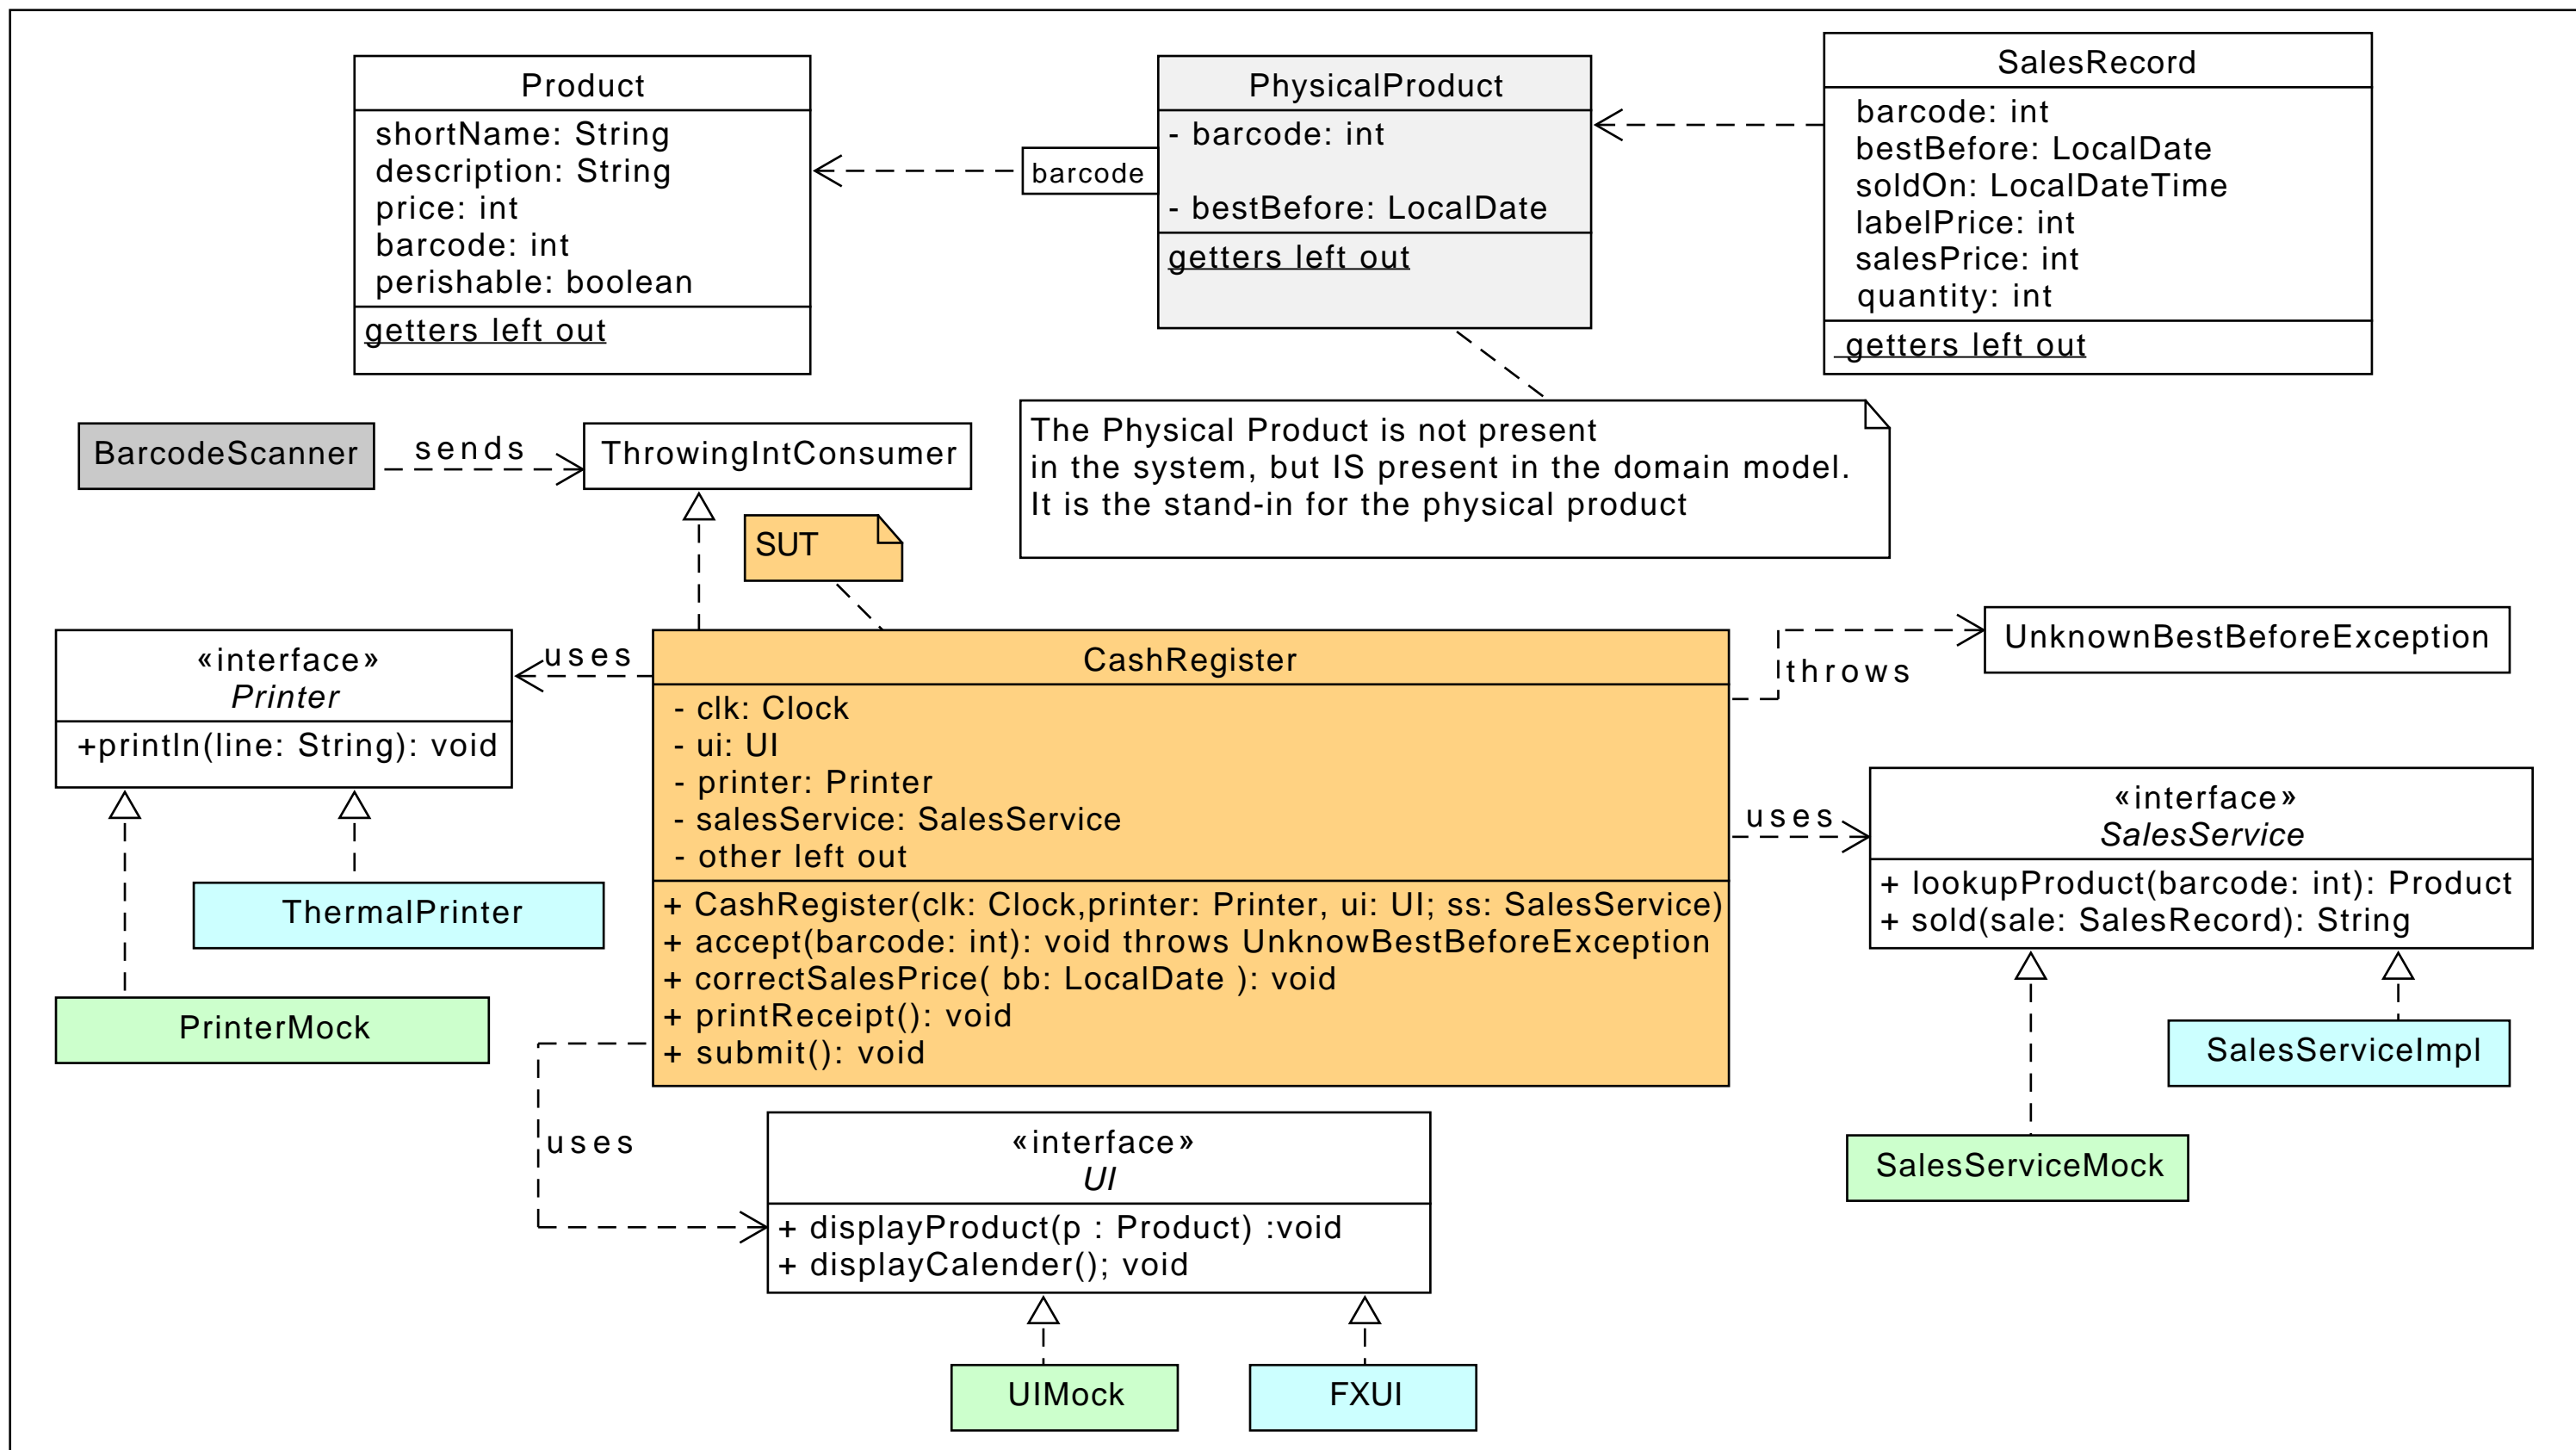 Product
shortName: String
description: String
price: int
barcode: int
perishable: boolean
getters left out
barcode
PhysicalProduct
- barcode: int
- bestBefore: LocalDate
getters left out
SalesRecord
barcode: int
bestBefore: LocalDate
soldOn: LocalDateTime
labelPrice: int
salesPrice: int
quantity: int
getters left out
BarcodeScanner
sends
ThrowingIntConsumer
The Physical Product is not present
in the system, but IS present in the domain model.
It is the stand-in for the physical product
SUT
«interface»
Printer
+println(line: String): void
uses
CashRegister
- clk: Clock
- ui: UI
- printer: Printer
- salesService: SalesService
- other left out
+ CashRegister(clk: Clock,printer: Printer, ui: UI; ss: SalesService)
+ accept(barcode: int): void throws UnknowBestBeforeException
+ correctSalesPrice( bb: LocalDate ): void
+ printReceipt(): void
+ submit(): void
throws
UnknownBestBeforeException
uses
«interface»
SalesService
+ lookupProduct(barcode: int): Product
+ sold(sale: SalesRecord): String
ThermalPrinter
PrinterMock
SalesServiceImpl
SalesServiceMock
uses
«interface»
UI
+ displayProduct(p : Product) :void
+ displayCalender(); void
UIMock
FXUI